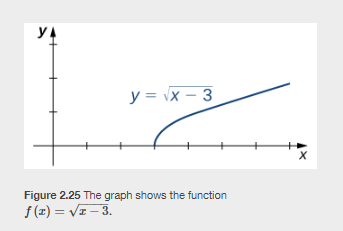 y
y = √x − 3
x
Figure 2.25 The graph shows the function
f (x) = √x − 3.